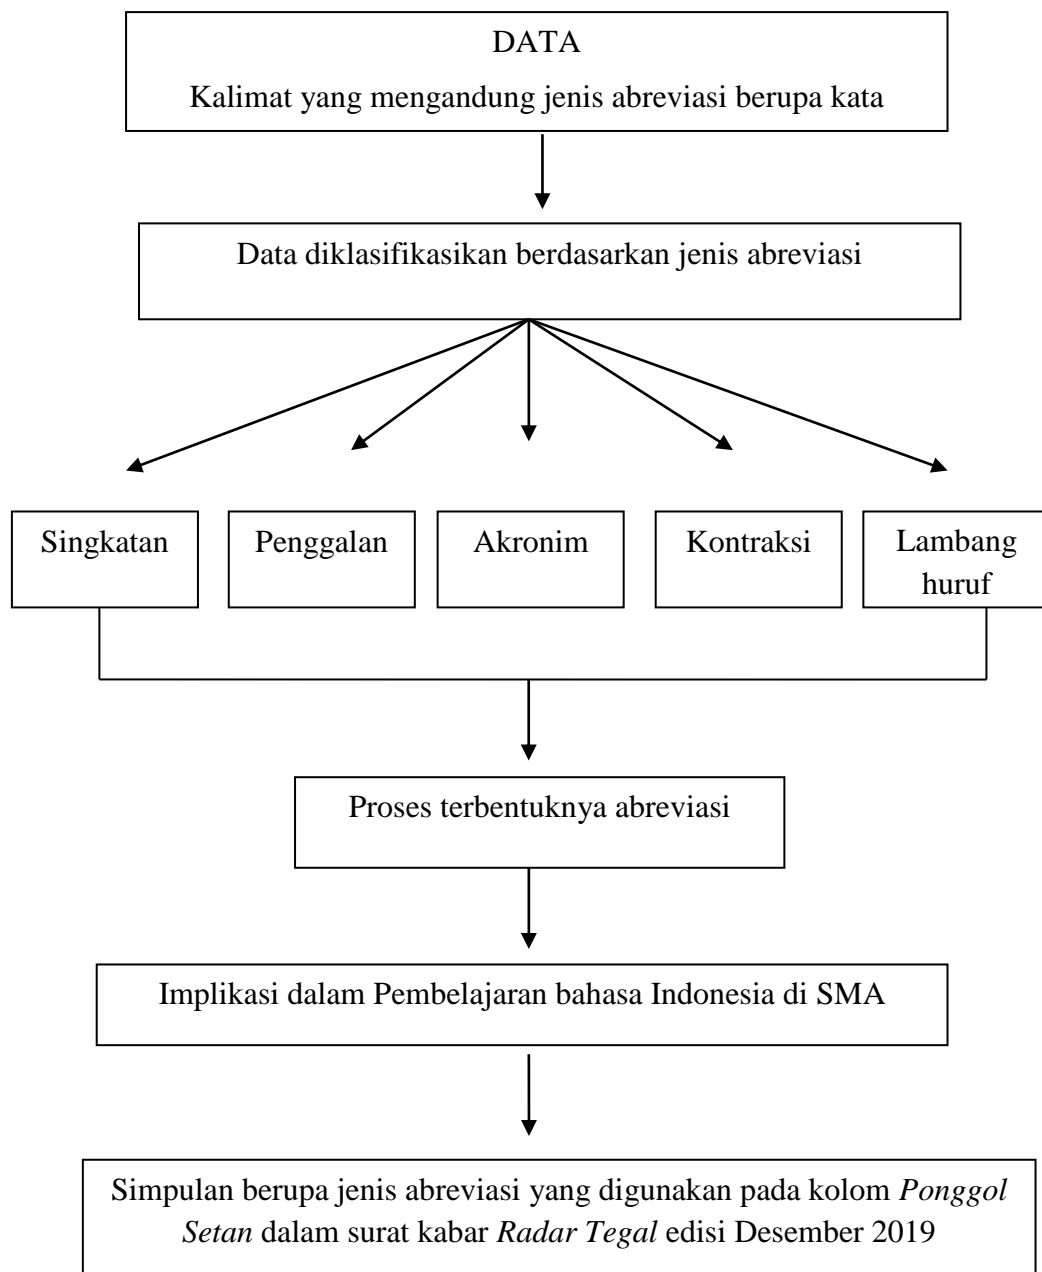 DATA
Kalimat yang mengandung jenis abreviasi berupa kata
Data diklasifikasikan berdasarkan jenis abreviasi
Singkatan
Penggalan
Akronim
Kontraksi
Lambang
huruf
Proses terbentuknya abreviasi
Implikasi dalam Pembelajaran bahasa Indonesia di SMA
Simpulan berupa jenis abreviasi yang digunakan pada kolom Ponggol
Setan dalam surat kabar Radar Tegal edisi Desember 2019